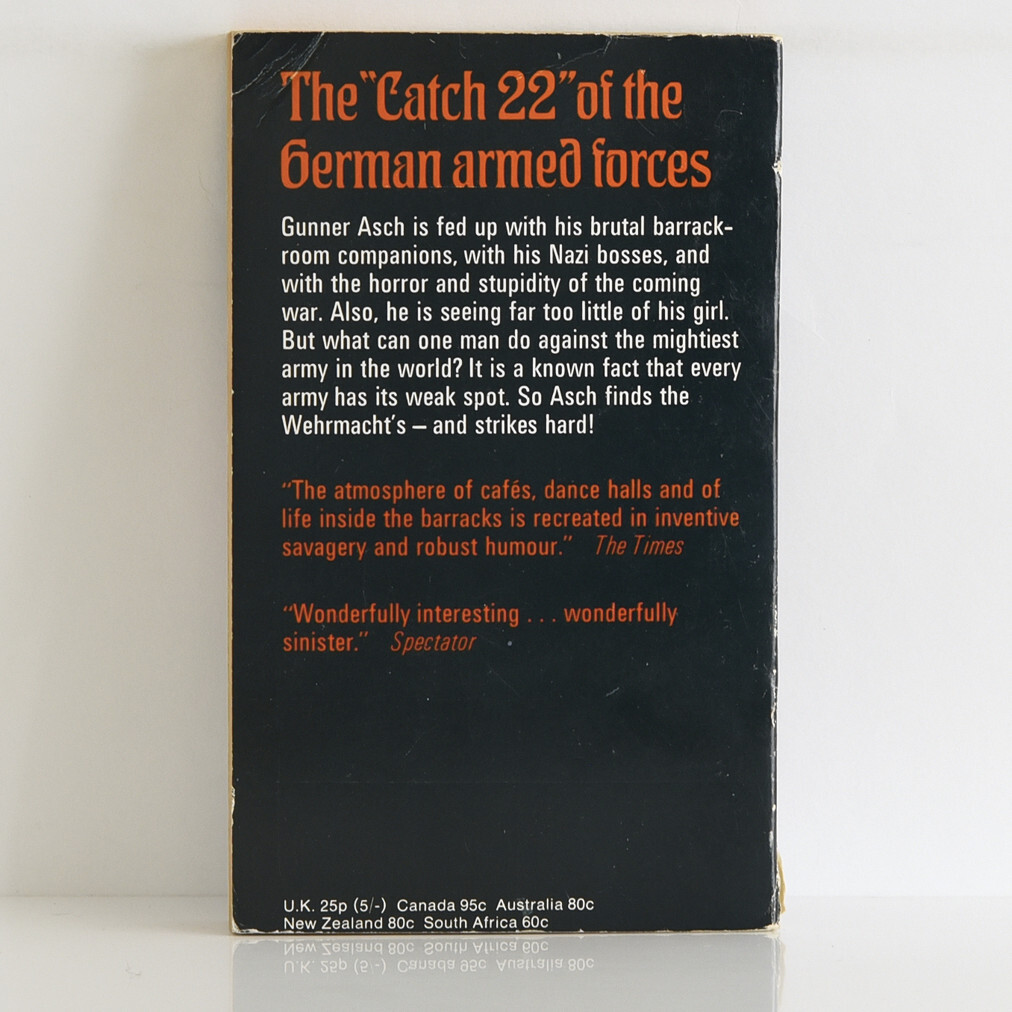 The "Catch 22" of the
German armed forces
Gunner Asch is fed up with his brutal barrack-
room companions, with his Nazi bosses, and
with the horror and stupidity of the coming
war. Also, he is seeing far too little of his girl.
But what can one man do against the mightiest
army in the world? It is a known fact that every
army has its weak spot. So Asch finds the
Wehrmacht's – and strikes hard!
“The atmosphere of cafés, dance halls and of
life inside the barracks is recreated in inventive
savagery and robust humour.” The Times
“Wonderfully interesting . . . wonderfully
sinister.” Spectator
U.K. 25p (5/-) Canada 95c Australia 80c
New Zealand 80c South Africa 60c